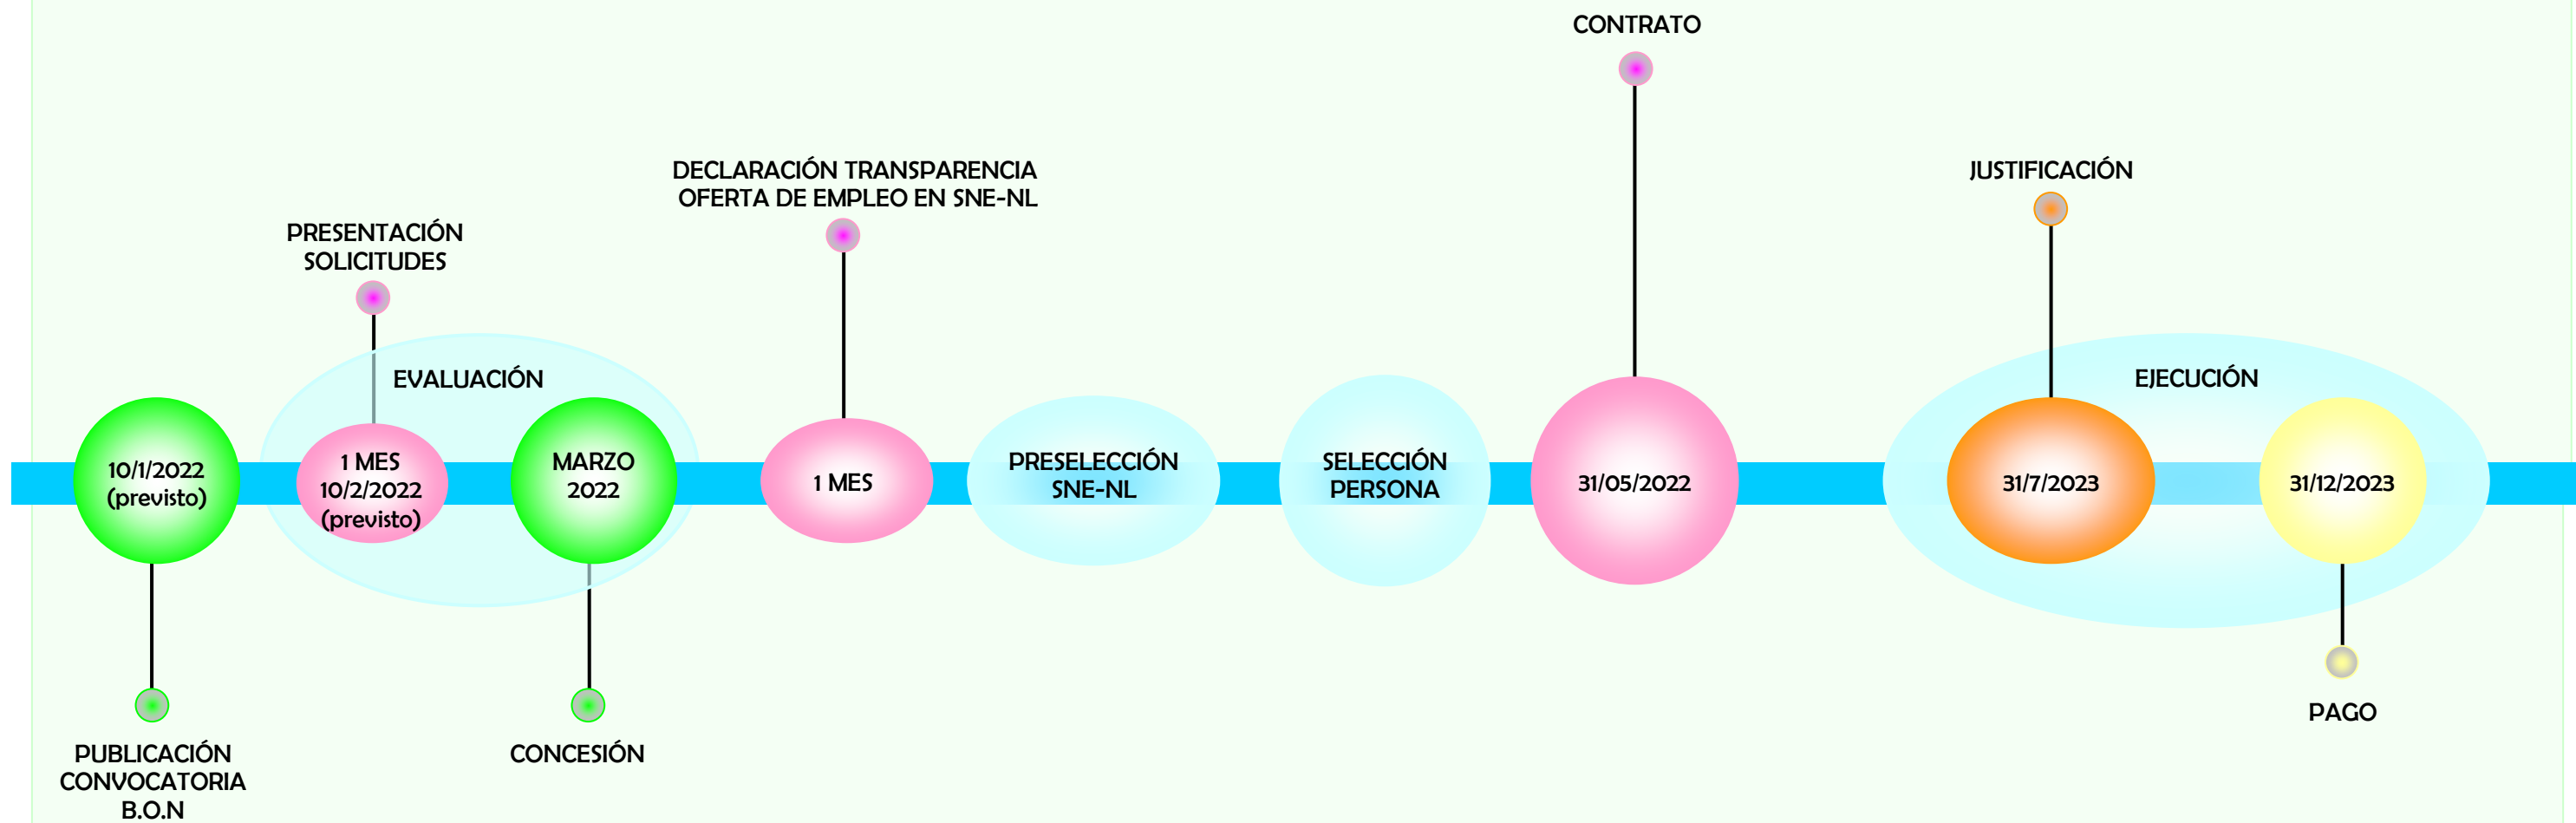 CONTRATO
DECLARACIÓN TRANSPARENCIA
OFERTA DE EMPLEO EN SNE-NL
JUSTIFICACIÓN
PRESENTACIÓN
SOLICITUDES
EVALUACIÓN
EJECUCIÓN
10/1/2022
(previsto)
1 MES
10/2/2022
(previsto)
MARZO
2022
1 MES
PRESELECCIÓN
SNE-NL
SELECCIÓN
PERSONA
31/05/2022
31/7/2023
31/12/2023
PUBLICACIÓN
CONVOCATORIA
B.O.N
CONCESIÓN
PAGO